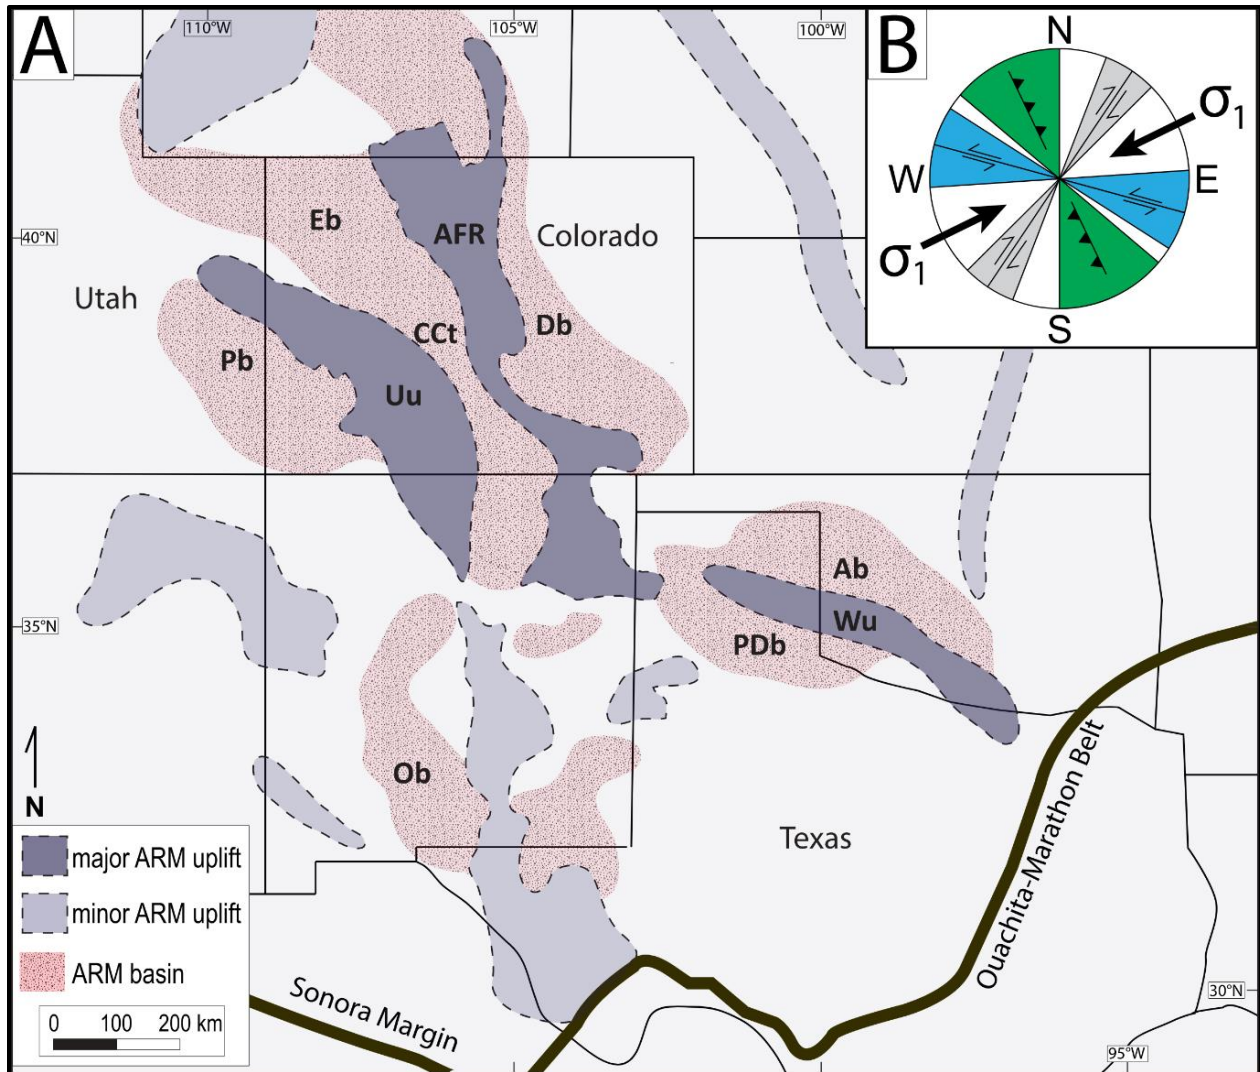 A
110°W
105°W
100°W
B
N
σ1
W
E
σ1
S
40°N
Eb
AFR
Colorado
Utah
CCt
Db
Pb
Uu
35°N
Ab
Wu
PDb
Ob
Texas
Ouachita-Marathon Belt
N
major ARM uplift
minor ARM uplift
ARM basin
0 100 200 km
Sonora Margin
30°N
95°W